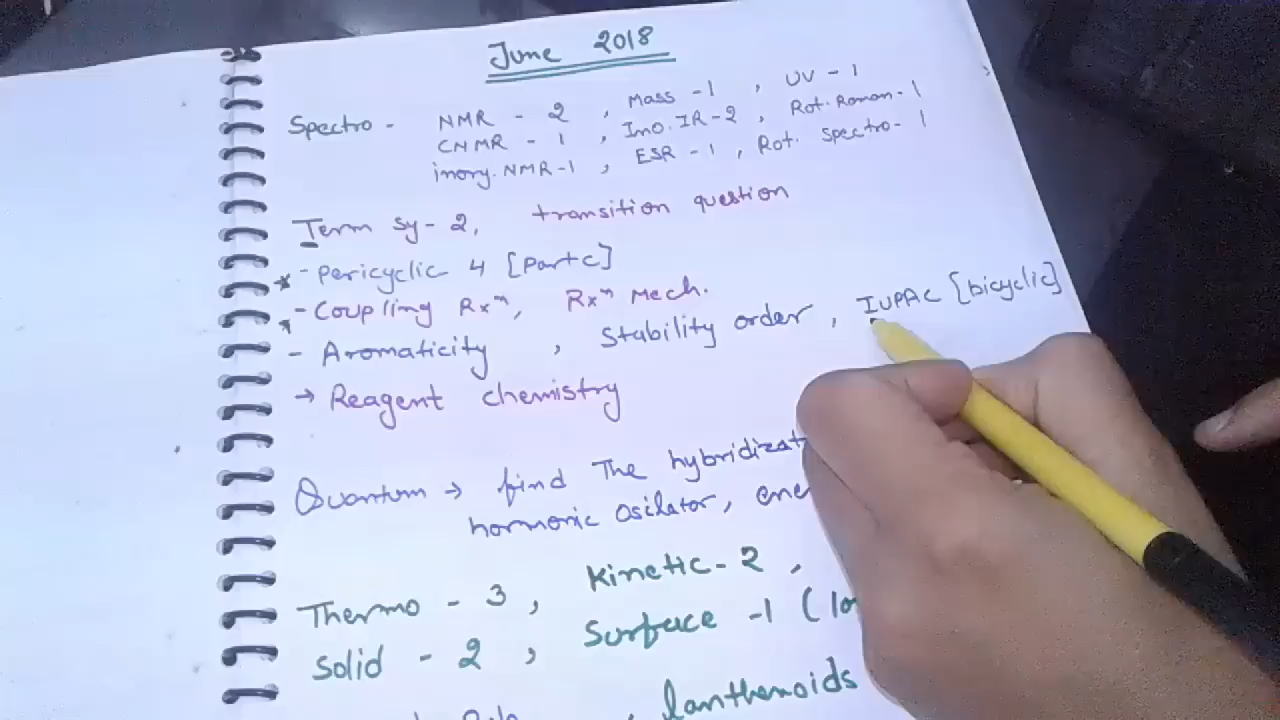 June 2018
Spectro - NMR - 2 , Mass - 1 , UV - 1
CNMR - 1 , Ino. IR - 2 , Rot. Raman - 1
inorg. NMR - 1 , ESR - 1 , Rot. Spectro - 1
Term sy - 2, transition question
* - Pericyclic 4 [Part c]
- Coupling Rxⁿ, Rxⁿ Mech.
- Aromaticity , Stability order , IUPAC [bicyclic]
→ Reagent chemistry
Quantum → find The hybridizat
hormonic Oscilator, ene
Thermo - 3 , Kinetic - 2 ,
Solid - 2 , Surface - 1 (
lanthenoids